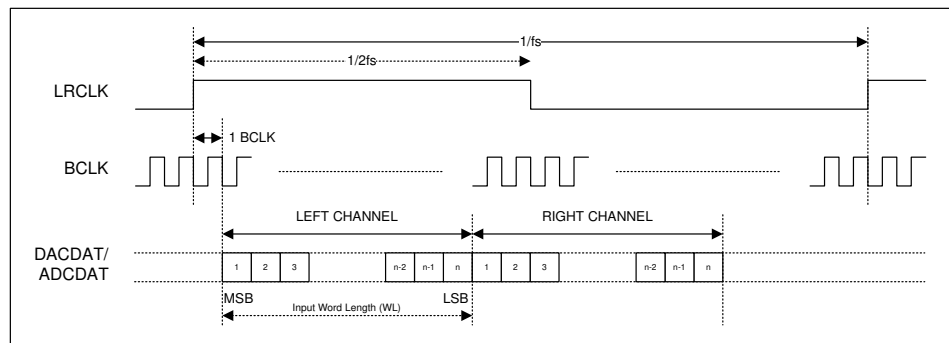 1/fs
1/2fs
LRCLK
1 BCLK
BCLK
LEFT CHANNEL
RIGHT CHANNEL
DACDAT/
ADCDAT
1 2 3 n-2 n-1 n 1 2 3 n-2 n-1 n
MSB LSB
Input Word Length (WL)